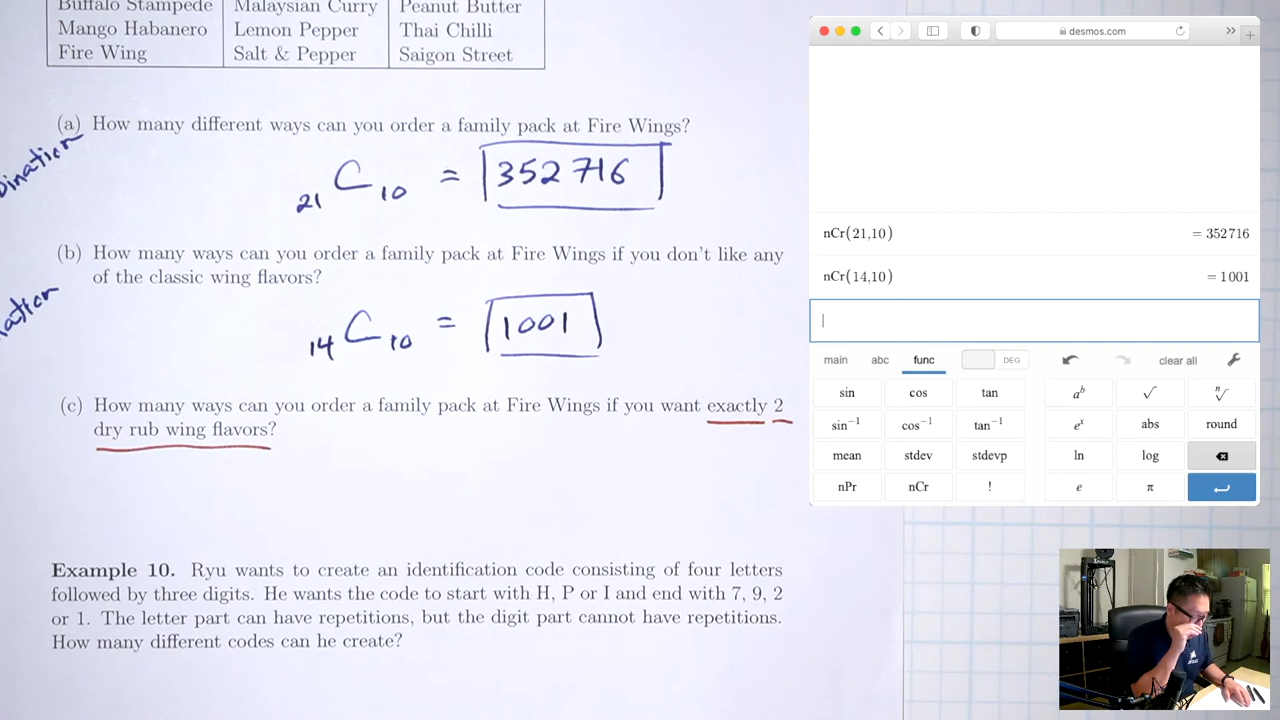 Buffalo Stampede Malaysian Curry Peanut Butter
Mango Habanero Lemon Pepper Thai Chilli
Fire Wing Salt & Pepper Saigon Street
(a) How many different ways can you order a family pack at Fire Wings?
21 C 10 = 352 716
(b) How many ways can you order a family pack at Fire Wings if you don't like any
of the classic wing flavors?
14 C 10 = 1001
(c) How many ways can you order a family pack at Fire Wings if you want exactly 2
dry rub wing flavors?
Example 10. Ryu wants to create an identification code consisting of four letters
followed by three digits. He wants the code to start with H, P or I and end with 7, 9, 2
or 1. The letter part can have repetitions, but the digit part cannot have repetitions.
How many different codes can he create?
desmos.com
nCr(21,10) = 352716
nCr(14,10) = 1001
main abc func DEG clear all
sin cos tan a^b √ ⁿ√
sin⁻¹ cos⁻¹ tan⁻¹ eˣ abs round
mean stdev stdevp ln log
nPr nCr ! e π